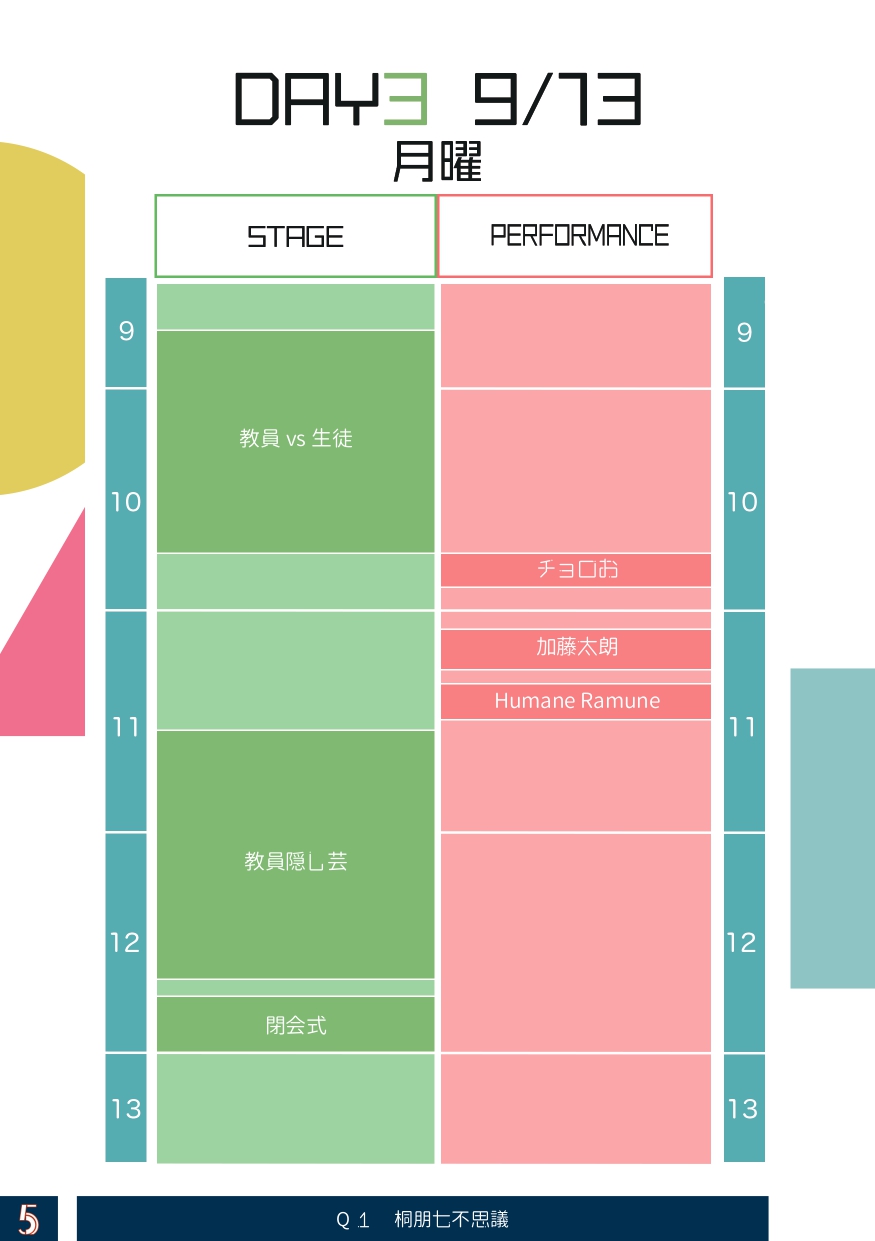 DAY3 9/13
月曜
STAGE
PERFORMANCE
9
9
教員 vs 生徒
10
10
チョロお
加藤太朗
Humane Ramune
11
11
教員隠し芸
12
12
閉会式
13
13
5
Q 1 桐朋七不思議